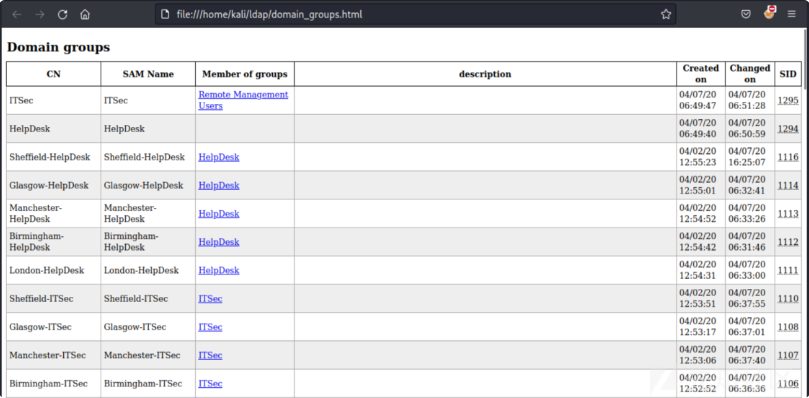 file:///home/kali/ldap/domain_groups.html
Domain groups
CN SAM Name Member of groups description Created on Changed on SID
ITSec ITSec Remote Management Users 04/07/20 06:49:47 04/07/20 06:51:28 1295
HelpDesk HelpDesk 04/07/20 06:49:40 04/07/20 06:50:59 1294
Sheffield-HelpDesk Sheffield-HelpDesk HelpDesk 04/02/20 12:55:23 04/07/20 16:25:07 1116
Glasgow-HelpDesk Glasgow-HelpDesk HelpDesk 04/02/20 12:55:01 04/07/20 06:32:41 1114
Manchester-HelpDesk Manchester-HelpDesk HelpDesk 04/02/20 12:54:52 04/07/20 06:33:26 1113
Birmingham-HelpDesk Birmingham-HelpDesk HelpDesk 04/02/20 12:54:42 04/07/20 06:31:46 1112
London-HelpDesk London-HelpDesk HelpDesk 04/02/20 12:54:31 04/07/20 06:33:00 1111
Sheffield-ITSec Sheffield-ITSec ITSec 04/02/20 12:53:51 04/07/20 06:37:55 1110
Glasgow-ITSec Glasgow-ITSec ITSec 04/02/20 12:53:17 04/07/20 06:37:01 1108
Manchester-ITSec Manchester-ITSec ITSec 04/02/20 12:53:06 04/07/20 06:37:40 1107
Birmingham-ITSec Birmingham-ITSec ITSec 04/02/20 12:52:52 04/07/20 06:36:36 1106